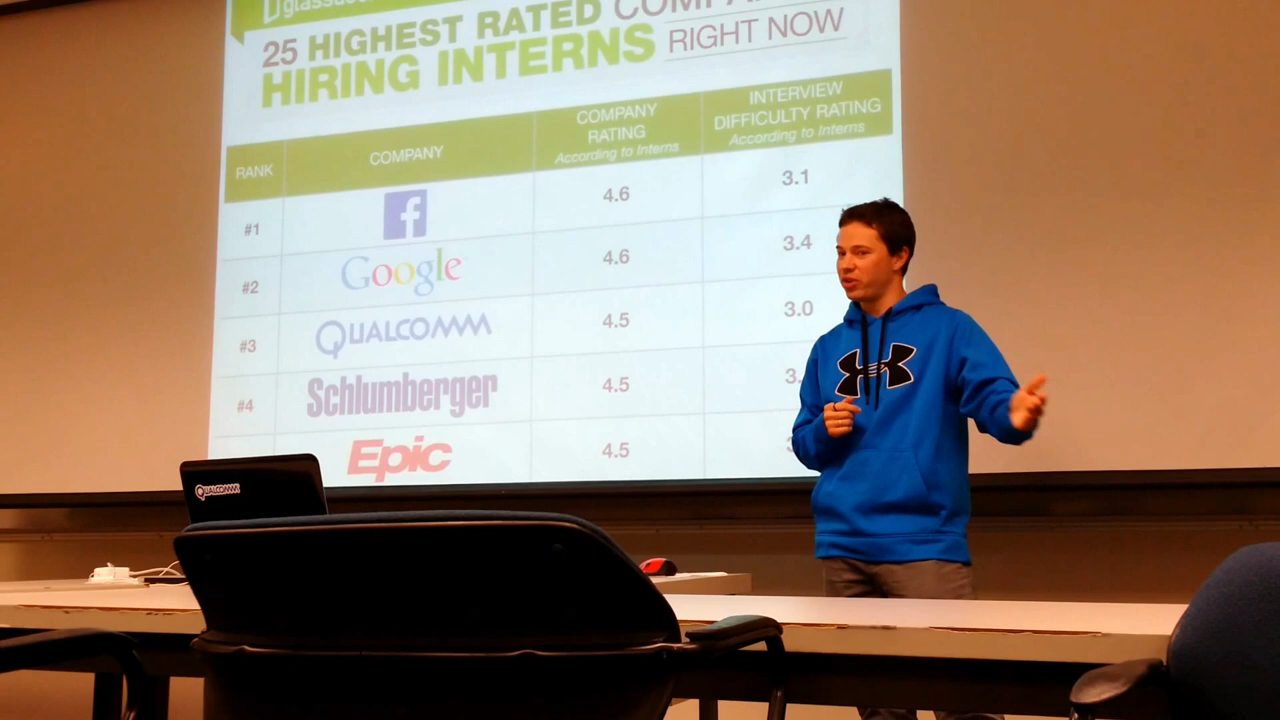 25 HIGHEST RATED
HIRING INTERNS RIGHT NOW
RANK COMPANY COMPANY RATING According to Interns INTERVIEW DIFFICULTY RATING According to Interns
#1 f 4.6 3.1
#2 Google 4.6 3.4
#3 QUALCOMM 4.5 3.0
#4 Schlumberger 4.5 3.
Epic 4.5
QUALCOMM